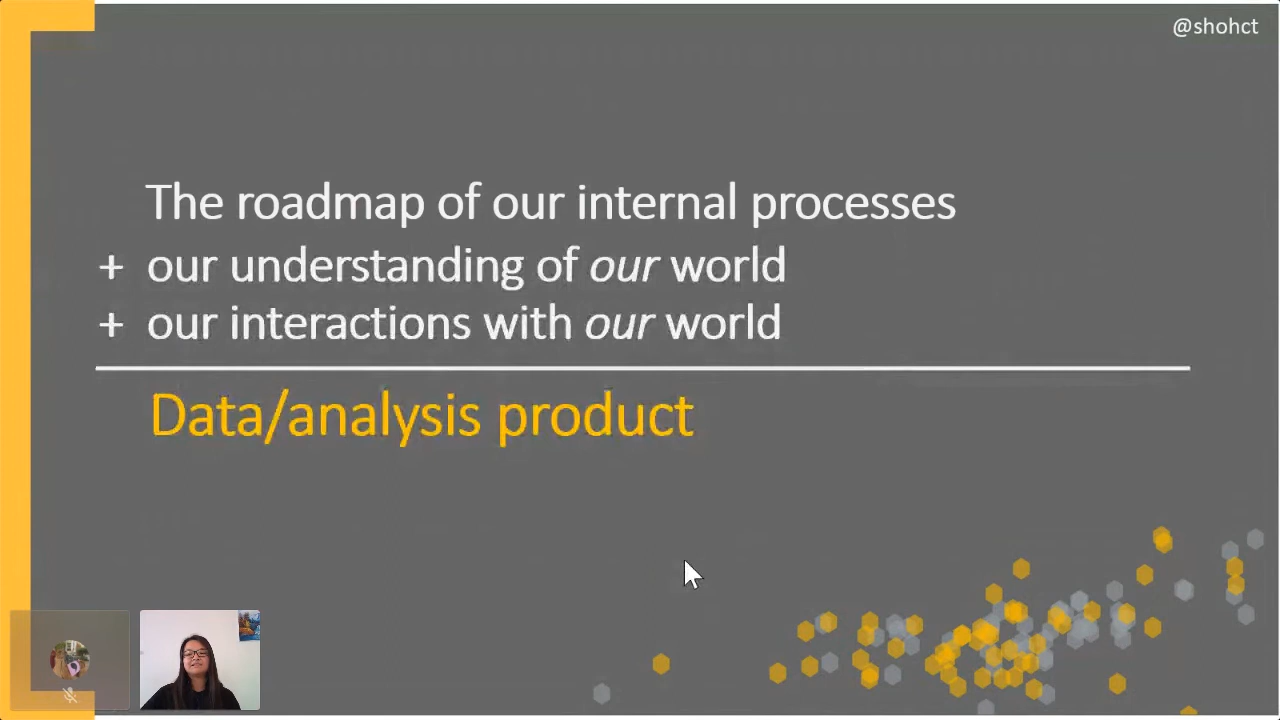 @shohct
The roadmap of our internal processes
+ our understanding of our world
+ our interactions with our world
Data/analysis product